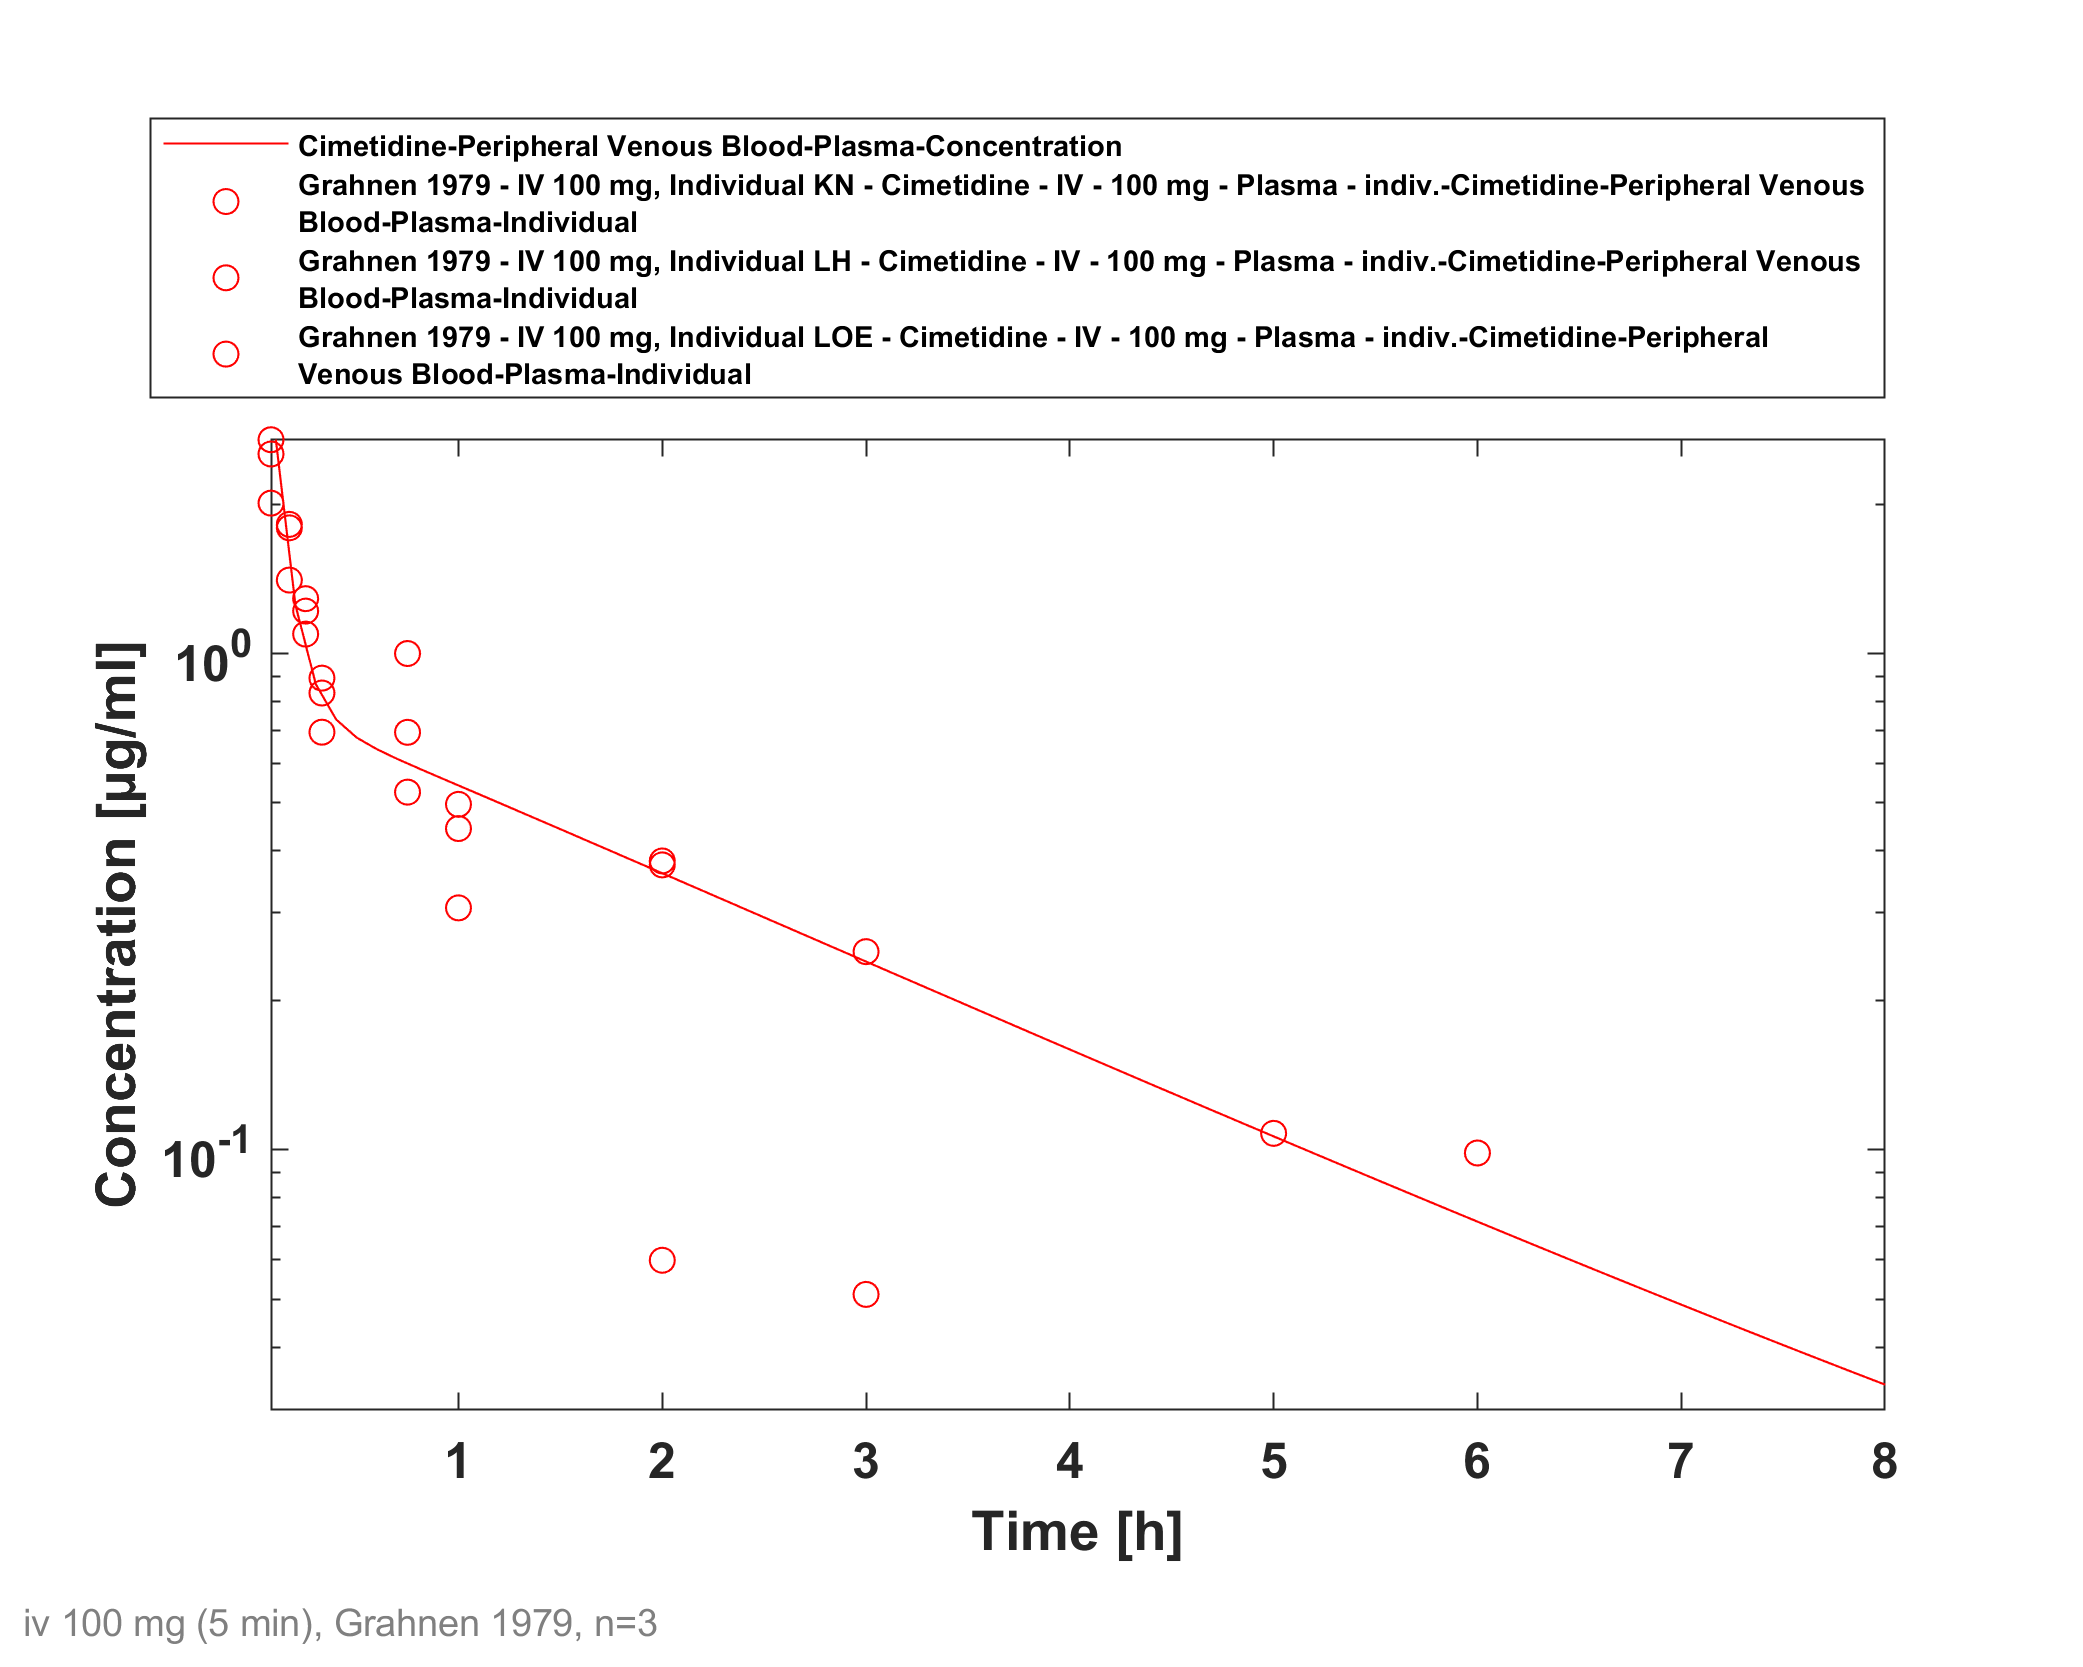 Cimetidine-Peripheral Venous Blood-Plasma-Concentration
Grahnen 1979 - IV 100 mg, Individual KN - Cimetidine - IV - 100 mg - Plasma - indiv.-Cimetidine-Peripheral Venous
Blood-Plasma-Individual
Grahnen 1979 - IV 100 mg, Individual LH - Cimetidine - IV - 100 mg - Plasma - indiv.-Cimetidine-Peripheral Venous
Blood-Plasma-Individual
Grahnen 1979 - IV 100 mg, Individual LOE - Cimetidine - IV - 100 mg - Plasma - indiv.-Cimetidine-Peripheral
Venous Blood-Plasma-Individual
Concentration [µg/ml]
10^0
10^-1
1 2 3 4 5 6 7 8
Time [h]
iv 100 mg (5 min), Grahnen 1979, n=3